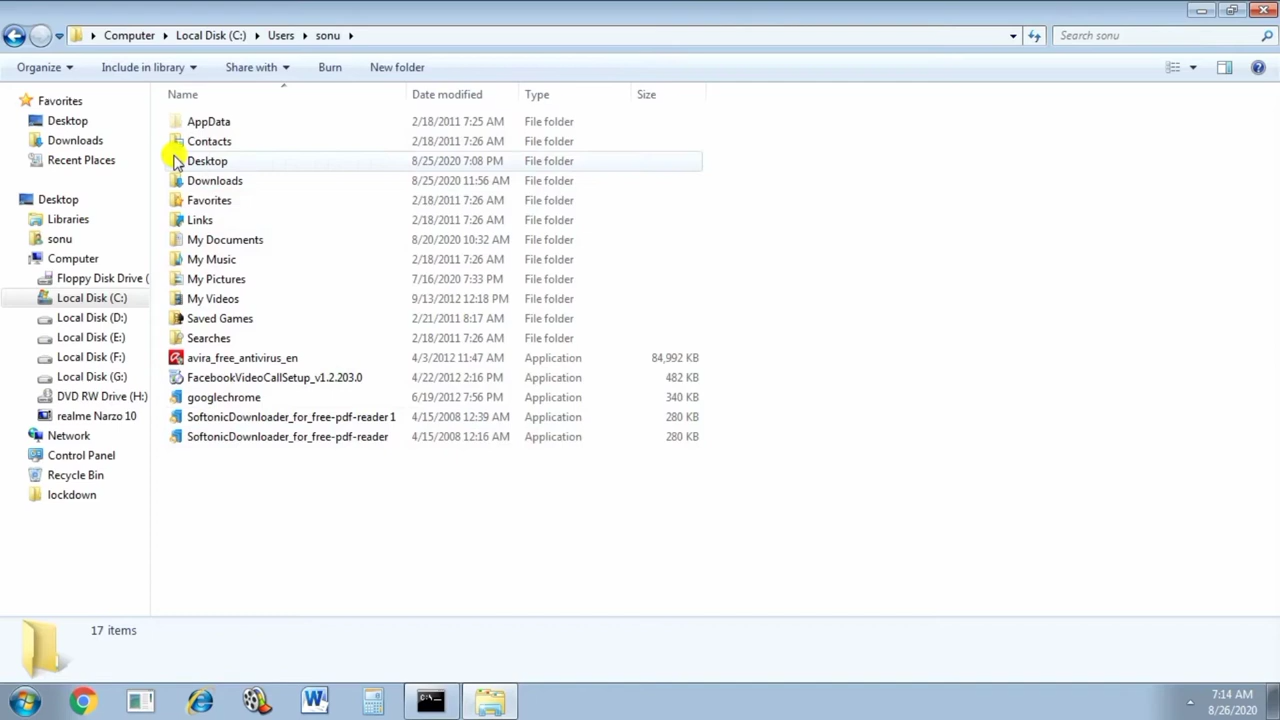 Computer Local Disk (C:) Users sonu Search sonu
Organize Include in library Share with Burn New folder
Favorites
Desktop
Downloads
Recent Places
Desktop
Libraries
sonu
Computer
Floppy Disk Drive (
Local Disk (C:)
Local Disk (D:)
Local Disk (E:)
Local Disk (F:)
Local Disk (G:)
DVD RW Drive (H:)
realme Narzo 10
Network
Control Panel
Recycle Bin
lockdown
Name Date modified Type Size
AppData 2/18/2011 7:25 AM File folder
Contacts 2/18/2011 7:26 AM File folder
Desktop 8/25/2020 7:08 PM File folder
Downloads 8/25/2020 11:56 AM File folder
Favorites 2/18/2011 7:26 AM File folder
Links 2/18/2011 7:26 AM File folder
My Documents 8/20/2020 10:32 AM File folder
My Music 2/18/2011 7:26 AM File folder
My Pictures 7/16/2020 7:33 PM File folder
My Videos 9/13/2012 12:18 PM File folder
Saved Games 2/21/2011 8:17 AM File folder
Searches 2/18/2011 7:26 AM File folder
avira_free_antivirus_en 4/3/2012 11:47 AM Application 84,992 KB
FacebookVideoCallSetup_v1.2.203.0 4/22/2012 2:16 PM Application 482 KB
googlechrome 6/19/2012 7:56 PM Application 340 KB
SoftonicDownloader_for_free-pdf-reader1 4/15/2008 12:39 AM Application 280 KB
SoftonicDownloader_for_free-pdf-reader 4/15/2008 12:16 AM Application 280 KB
17 items
7:14 AM
8/26/2020